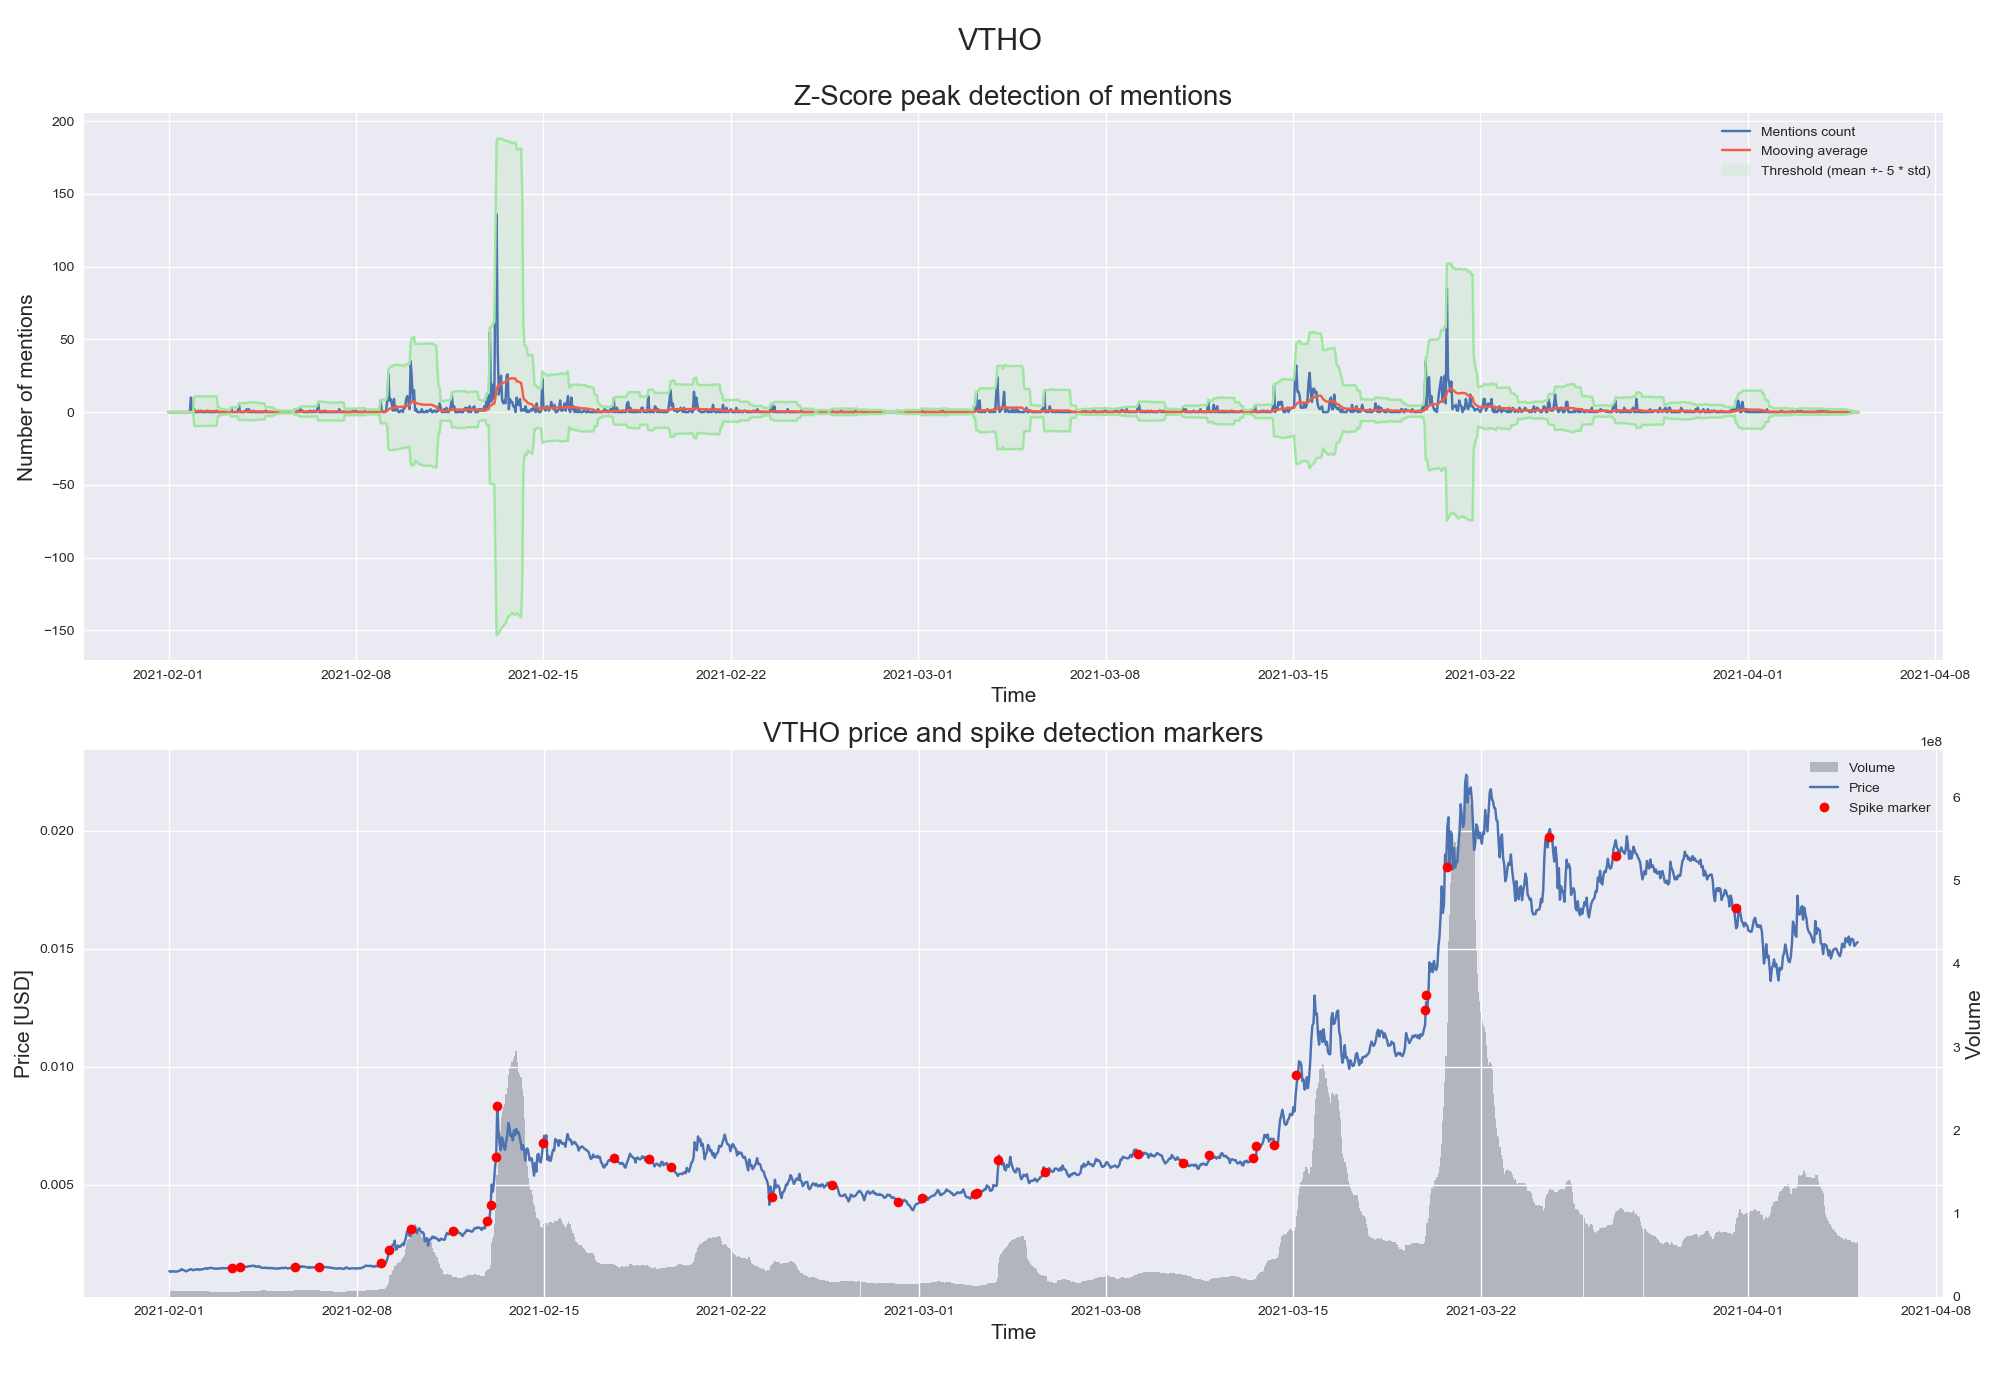 VTHO
Z-Score peak detection of mentions
200
150
100
50
0
−50
−100
−150
Number of mentions
Mentions count
Mooving average
Threshold (mean +- 5 * std)
2021-02-01 2021-02-08 2021-02-15 2021-02-22 2021-03-01 2021-03-08 2021-03-15 2021-03-22 2021-04-01 2021-04-08
Time
VTHO price and spike detection markers
1e8
Volume
Price
Spike marker
0.020
0.015
0.010
0.005
Price [USD]
6
5
4
3
2
1
0
Volume
2021-02-01 2021-02-08 2021-02-15 2021-02-22 2021-03-01 2021-03-08 2021-03-15 2021-03-22 2021-04-01 2021-04-08
Time